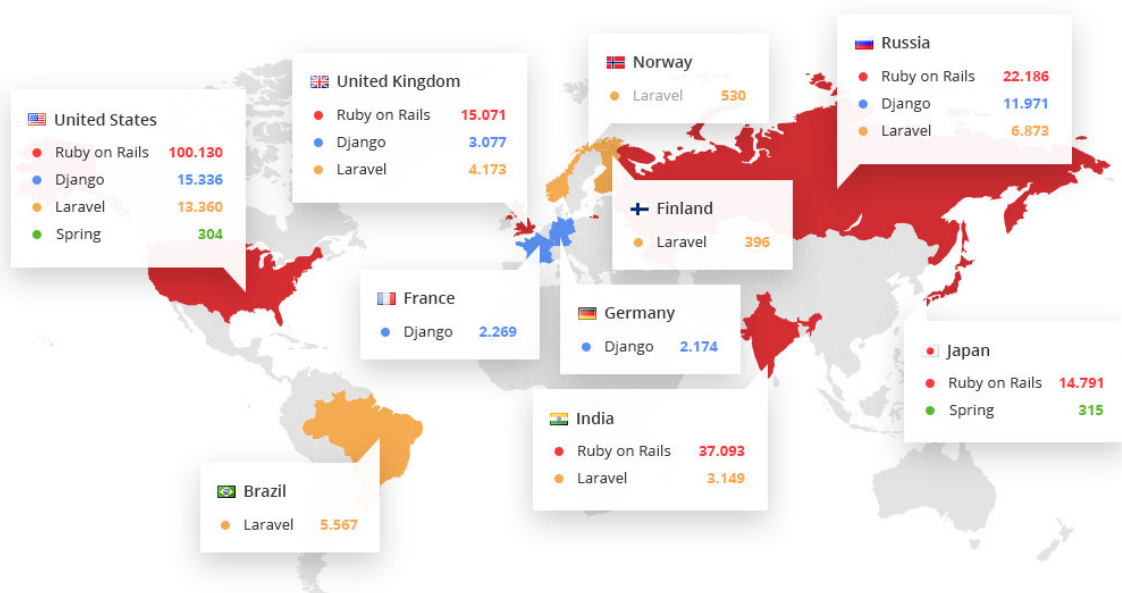 United States
Ruby on Rails 100.130
Django 15.336
Laravel 13.360
Spring 304
United Kingdom
Ruby on Rails 15.071
Django 3.077
Laravel 4.173
Norway
Laravel 530
Russia
Ruby on Rails 22.186
Django 11.971
Laravel 6.873
Finland
Laravel 396
France
Django 2.269
Germany
Django 2.174
Japan
Ruby on Rails 14.791
Spring 315
India
Ruby on Rails 37.093
Laravel 3.149
Brazil
Laravel 5.567